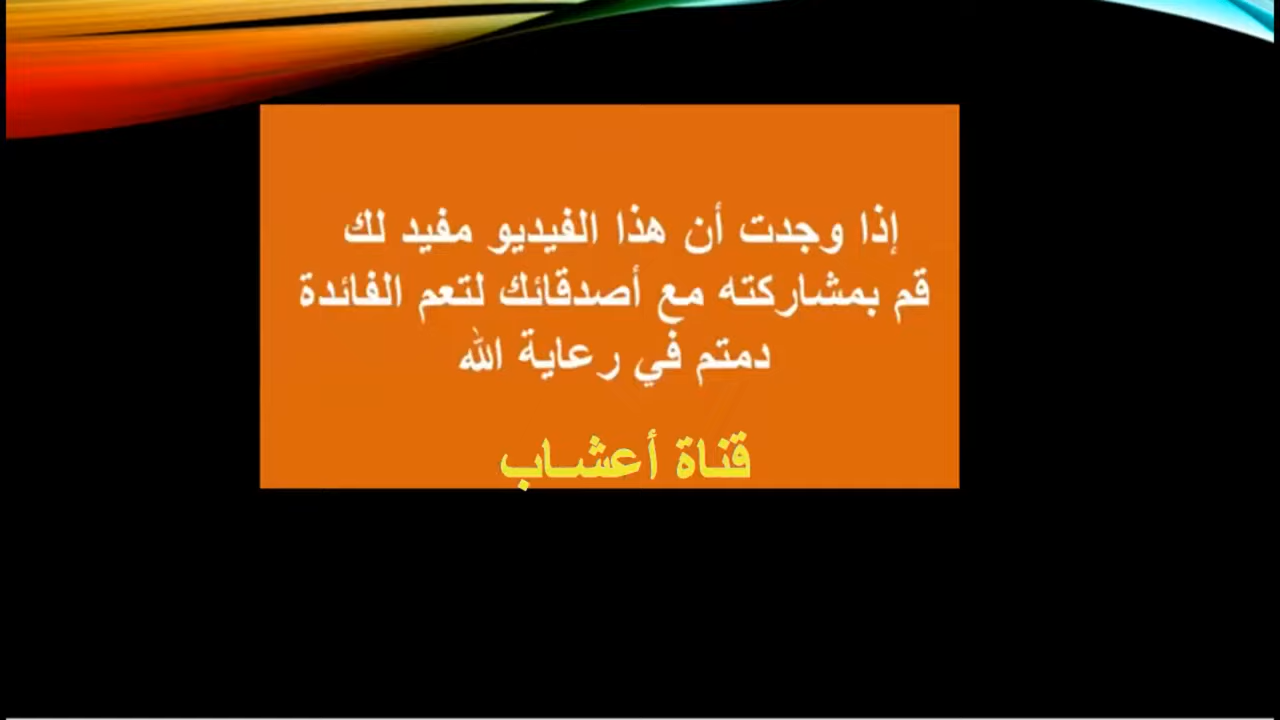 إذا وجدت أن هذا الفيديو مفيد لك
قم بمشاركته مع أصدقائك لتعم الفائدة
دمتم في رعاية الله
قناة أعشاب